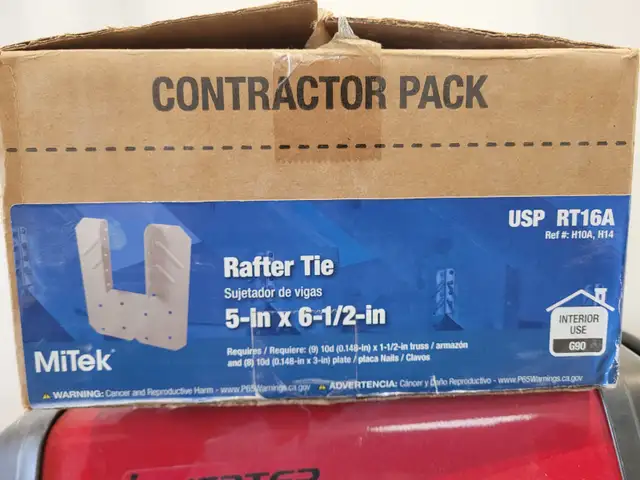 CONTRACTOR PACK
USP RT16A
Ref #: H10A, H14
Rafter Tie
Sujetador de vigas
5-in x 6-1/2-in
INTERIOR
USE
G90
MiTek®
Requires / Requiere: (9) 10d (0.148-in) x 1-1/2-in truss / armazón
and (8) 10d (0.148-in x 3-in) plate / placa Nails / Clavos
WARNING: Cancer and Reproductive Harm - www.P65Warnings.ca.gov
ADVERTENCIA: Cáncer y Daño Reproductivo - www.P65Warnings.ca.gov
INVERTER